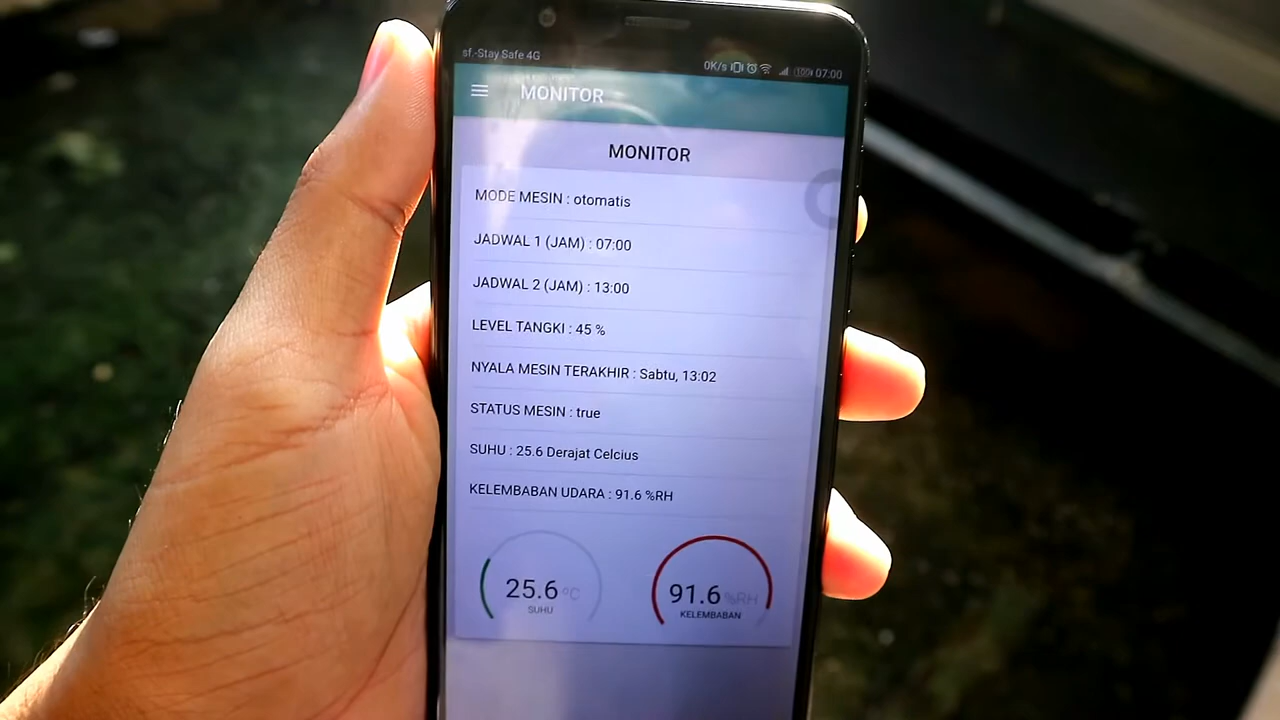 sf.-Stay Safe 4G
0K/s 100 07:00
MONITOR
MONITOR
MODE MESIN : otomatis
JADWAL 1 (JAM) : 07:00
JADWAL 2 (JAM) : 13:00
LEVEL TANGKI : 45 %
NYALA MESIN TERAKHIR : Sabtu, 13:02
STATUS MESIN : true
SUHU : 25.6 Derajat Celcius
KELEMBABAN UDARA : 91.6 %RH
25.6 °C
SUHU
91.6 %RH
KELEMBABAN